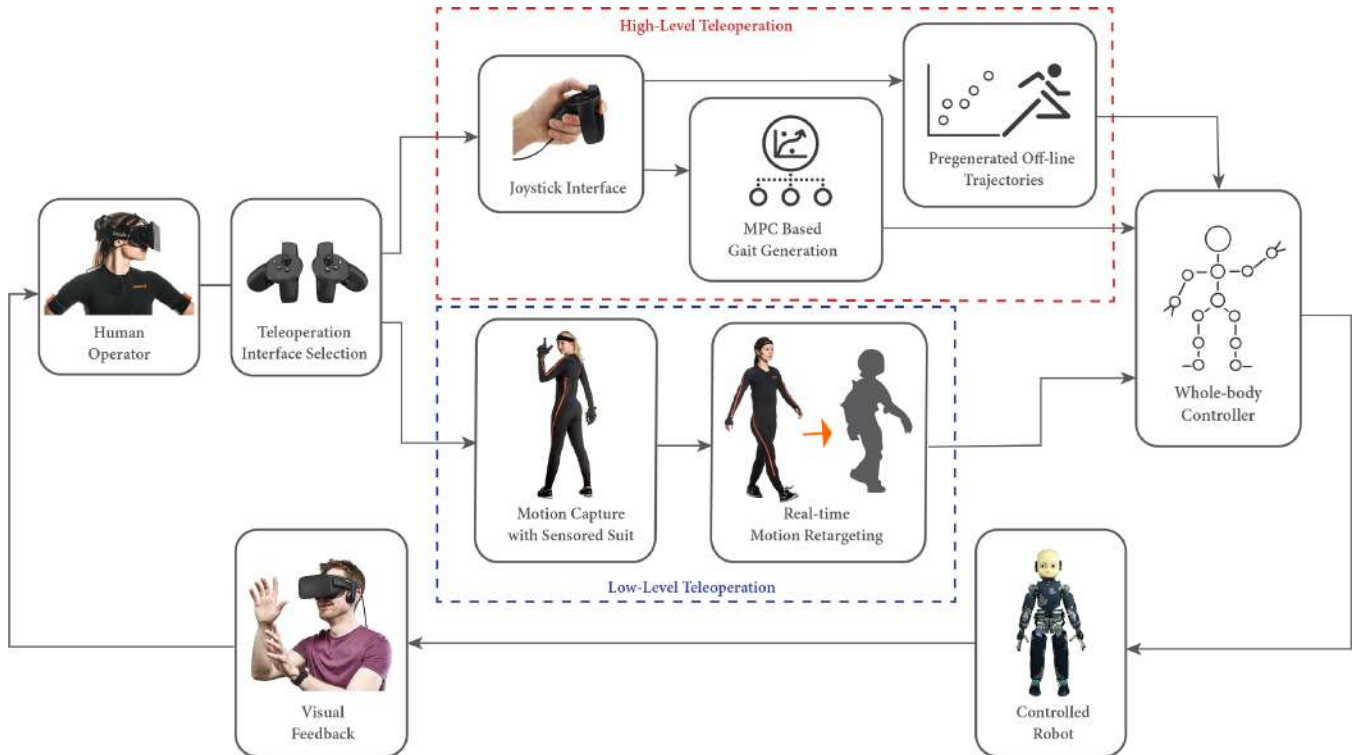 High-Level Teleoperation
Joystick Interface
Pregenerated Off-line
Trajectories
MPC Based
Gait Generation
Human
Operator
Teleoperation
Interface Selection
Whole-body
Controller
Motion Capture
with Sensored Suit
Real-time
Motion Retargeting
Low-Level Teleoperation
Visual
Feedback
Controlled
Robot